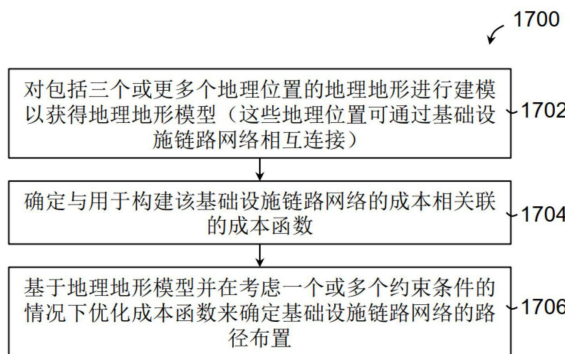 1700
对包括三个或更多个地理位置的地理地形进行建模
以获得地理地形模型（这些地理位置可通过基础设
施链路网络相互连接）
1702
确定与用于构建该基础设施链路网络的成本相关联
的成本函数
1704
基于地理地形模型并在考虑一个或多个约束条件的
情况下优化成本函数来确定基础设施链路网络的路
径布置
1706